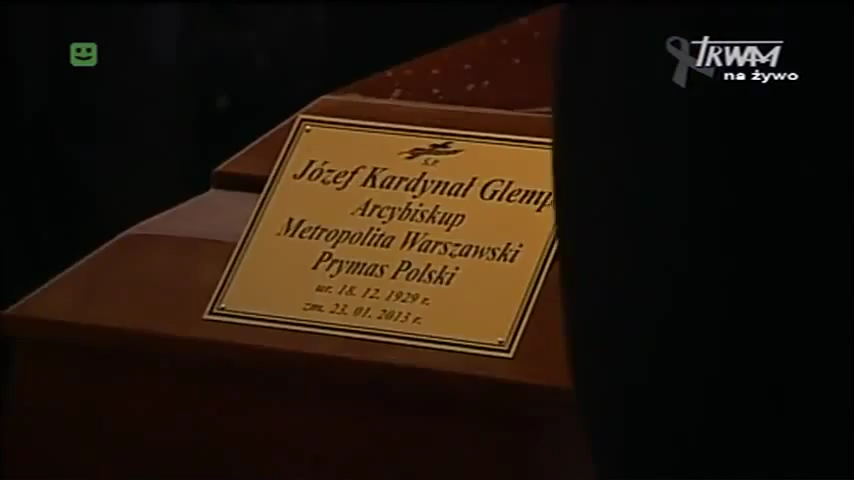 TRWAM
na żywo
Ś.P.
Józef Kardynał Glemp
Arcybiskup
Metropolita Warszawski
Prymas Polski
ur. 18. 12. 1929 r.
zm. 23. 01. 2013 r.